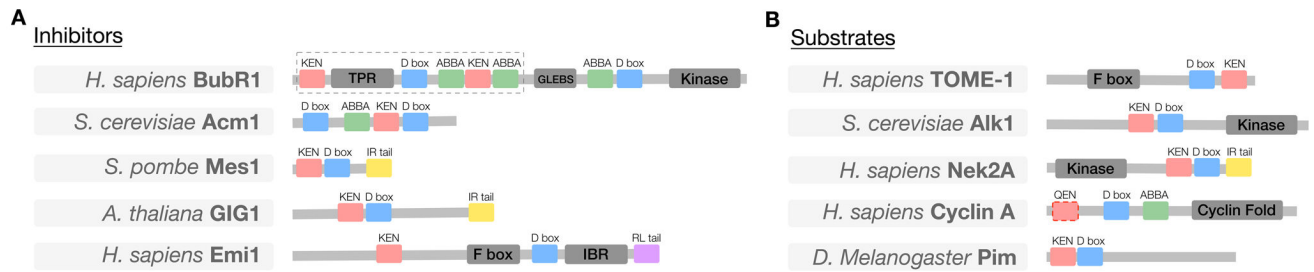 A
Inhibitors
H. sapiens BubR1
KEN TPR D box ABBA KEN ABBA GLEBS ABBA D box Kinase
S. cerevisiae Acm1
D box ABBA KEN D box
S. pombe Mes1
KEN D box IR tail
A. thaliana GIG1
KEN D box IR tail
H. sapiens Emi1
KEN F box D box IBR RL tail
B
Substrates
H. sapiens TOME-1
F box D box KEN
S. cerevisiae Alk1
KEN D box Kinase
H. sapiens Nek2A
Kinase KEN D box IR tail
H. sapiens Cyclin A
QEN D box ABBA Cyclin Fold
D. Melanogaster Pim
KEN D box